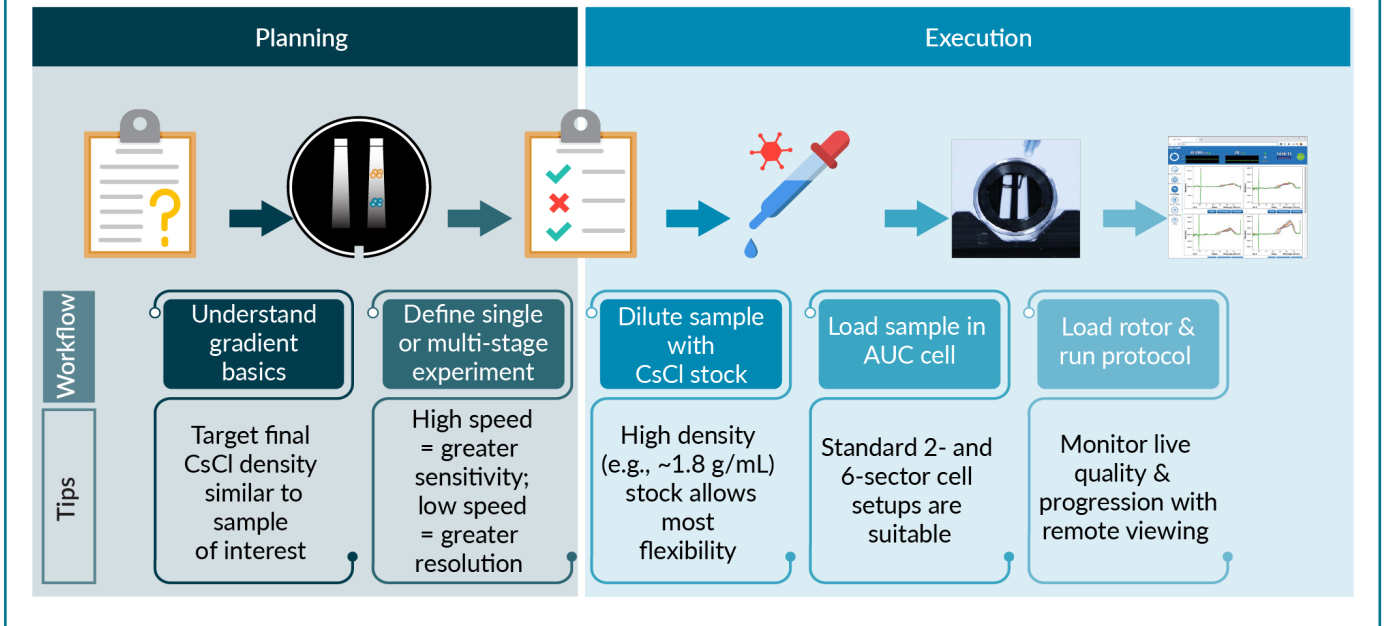 Planning
Execution
Workflow
Understand
gradient
basics
Define single
or multi-stage
experiment
Dilute sample
with
CsCl stock
Load sample in
AUC cell
Load rotor &
run protocol
Tips
Target final
CsCl density
similar to
sample
of interest
High speed
= greater
sensitivity;
low speed
= greater
resolution
High density
(e.g., ~1.8 g/mL)
stock allows
most
flexibility
Standard 2- and
6-sector cell
setups are
suitable
Monitor live
quality &
progression with
remote viewing